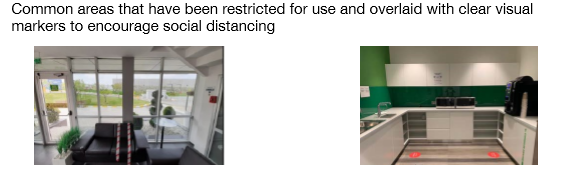 Common areas that have been restricted for use and overlaid with clear visual
markers to encourage social distancing